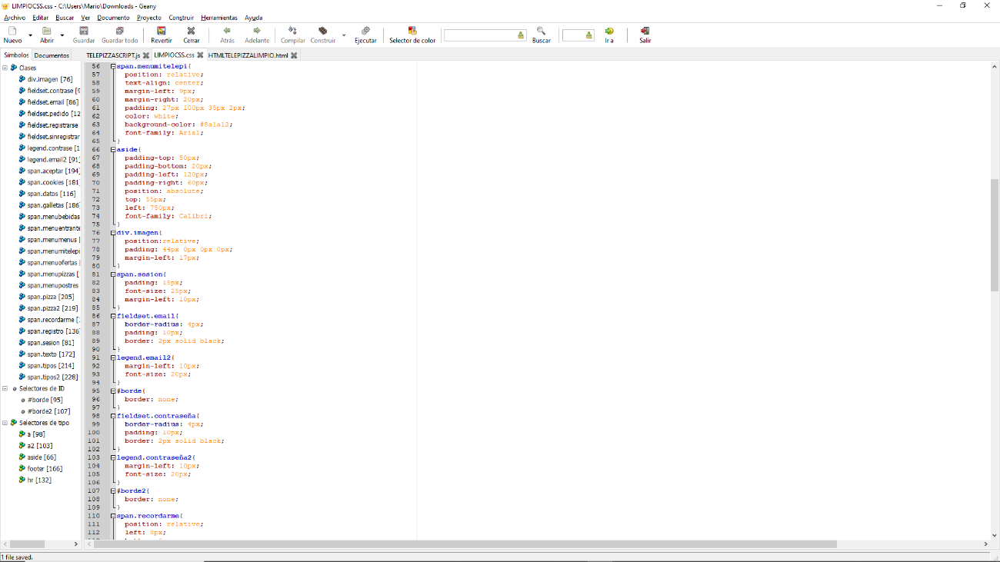 LIMPIOCSS.css - C:\Users\Mario\Downloads - Geany
Archivo Editar Buscar Ver Documento Proyecto Construir Herramientas Ayuda
Nuevo Abrir Guardar Guardar todo Revertir Cerrar Atrás Adelante Compilar Construir Ejecutar Selector de color Buscar Ir a Salir
Símbolos Documentos TELEPIZZASCRIPT.js LIMPIOCSS.css HTMLTELEPIZZALIMPIO.html
Clases
div.imagen [76]
fieldset.contrase [9
fieldset.email [86]
fieldset.pedido [12
fieldset.registrarse
fieldset.sinregistrar
legend.contrase [1
legend.email2 [91]
span.aceptar [194]
span.cookies [181]
span.datos [116]
span.galletas [186]
span.menubebidas
span.menuentrante
span.menumenus [
span.menumitelepi
span.menuofertas [
span.menupizzas [
span.menupostres
span.pizza [205]
span.pizza2 [219]
span.recordarme [
span.registro [136]
span.sesion [81]
span.texto [172]
span.tipos [214]
span.tipos2 [228]
Selectores de ID
#borde [95]
#borde2 [107]
Selectores de tipo
a [98]
a2 [103]
aside [66]
footer [166]
hr [132]
56 span.menumitelepi{
57 position: relative;
58 text-align: center;
59 margin-left: 9px;
60 margin-right: 20px;
61 padding: 27px 100px 35px 2px;
62 color: white;
63 background-color: #8a1a12;
64 font-family: Arial;
65 }
66 aside{
67 padding-top: 50px;
68 padding-bottom: 20px;
69 padding-left: 120px;
70 padding-right: 60px;
71 position: absolute;
72 top: 55px;
73 left: 750px;
74 font-family: Calibri;
75 }
76 div.imagen{
77 position:relative;
78 padding: 44px 0px 0px 0px;
79 margin-left: 17px;
80 }
81 span.sesion{
82 padding: 15px;
83 font-size: 25px;
84 margin-left: 10px;
85 }
86 fieldset.email{
87 border-radius: 4px;
88 padding: 10px;
89 border: 2px solid black;
90 }
91 legend.email2{
92 margin-left: 10px;
93 font-size: 20px;
94 }
95 #borde{
96 border: none;
97 }
98 fieldset.contraseña{
99 border-radius: 4px;
100 padding: 10px;
101 border: 2px solid black;
102 }
103 legend.contraseña2{
104 margin-left: 10px;
105 font-size: 20px;
106 }
107 #borde2{
108 border: none;
109 }
110 span.recordarme{
111 position: relative;
112 left: 8px;
1 file saved.